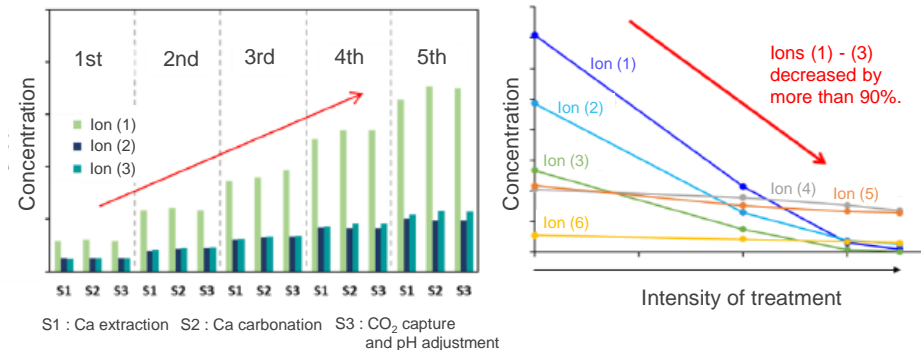 1st 2nd 3rd 4th 5th
Concentration
Ion (1)
Ion (2)
Ion (3)
S1 S2 S3 S1 S2 S3 S1 S2 S3 S1 S2 S3 S1 S2 S3
S1 : Ca extraction S2 : Ca carbonation S3 : CO₂ capture
and pH adjustment
Concentration
Ion (1)
Ions (1) - (3)
decreased by
more than 90%.
Ion (2)
Ion (3)
Ion (4)
Ion (5)
Ion (6)
Intensity of treatment